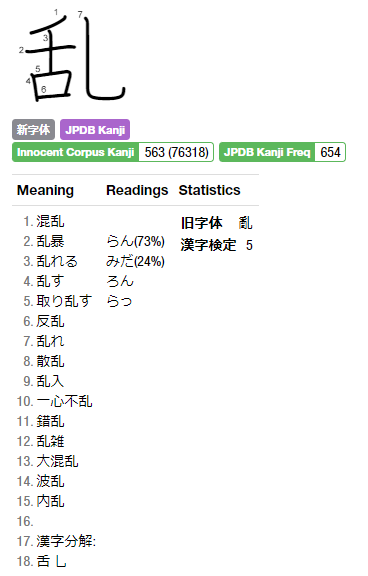 1 7
3
2
5
4
6
乱
新字体 JPDB Kanji
Innocent Corpus Kanji 563 (76318) JPDB Kanji Freq 654
Meaning Readings Statistics
1. 混乱
2. 乱暴
3. 乱れる
4. 乱す
5. 取り乱す
6. 反乱
7. 乱れ
8. 散乱
9. 乱入
10. 一心不乱
11. 錯乱
12. 乱雑
13. 大混乱
14. 波乱
15. 内乱
16.
17. 漢字分解:
18. 舌 乚
らん(73%)
みだ(24%)
ろん
らっ
旧字体 亂
漢字検定 5